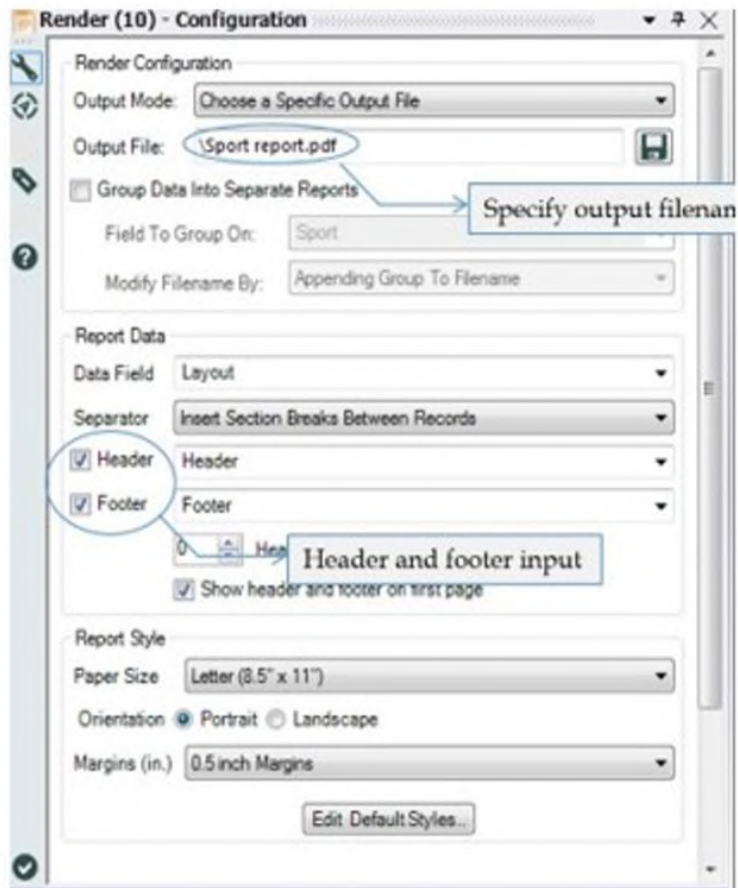 Render (10) - Configuration
Render Configuration
Output Mode: Choose a Specific Output File
Output File: \Sport report.pdf
Group Data Into Separate Reports
Specify output filenam
Field To Group On: Sport
Modify Filename By: Appending Group To Filename
Report Data
Data Field Layout
Separator Insert Section Breaks Between Records
Header Header
Footer Footer
0 Hea
Header and footer input
Show header and footer on first page
Report Style
Paper Size Letter (8.5" x 11")
Orientation Portrait Landscape
Margins (in.) 0.5 inch Margins
Edit Default Styles...